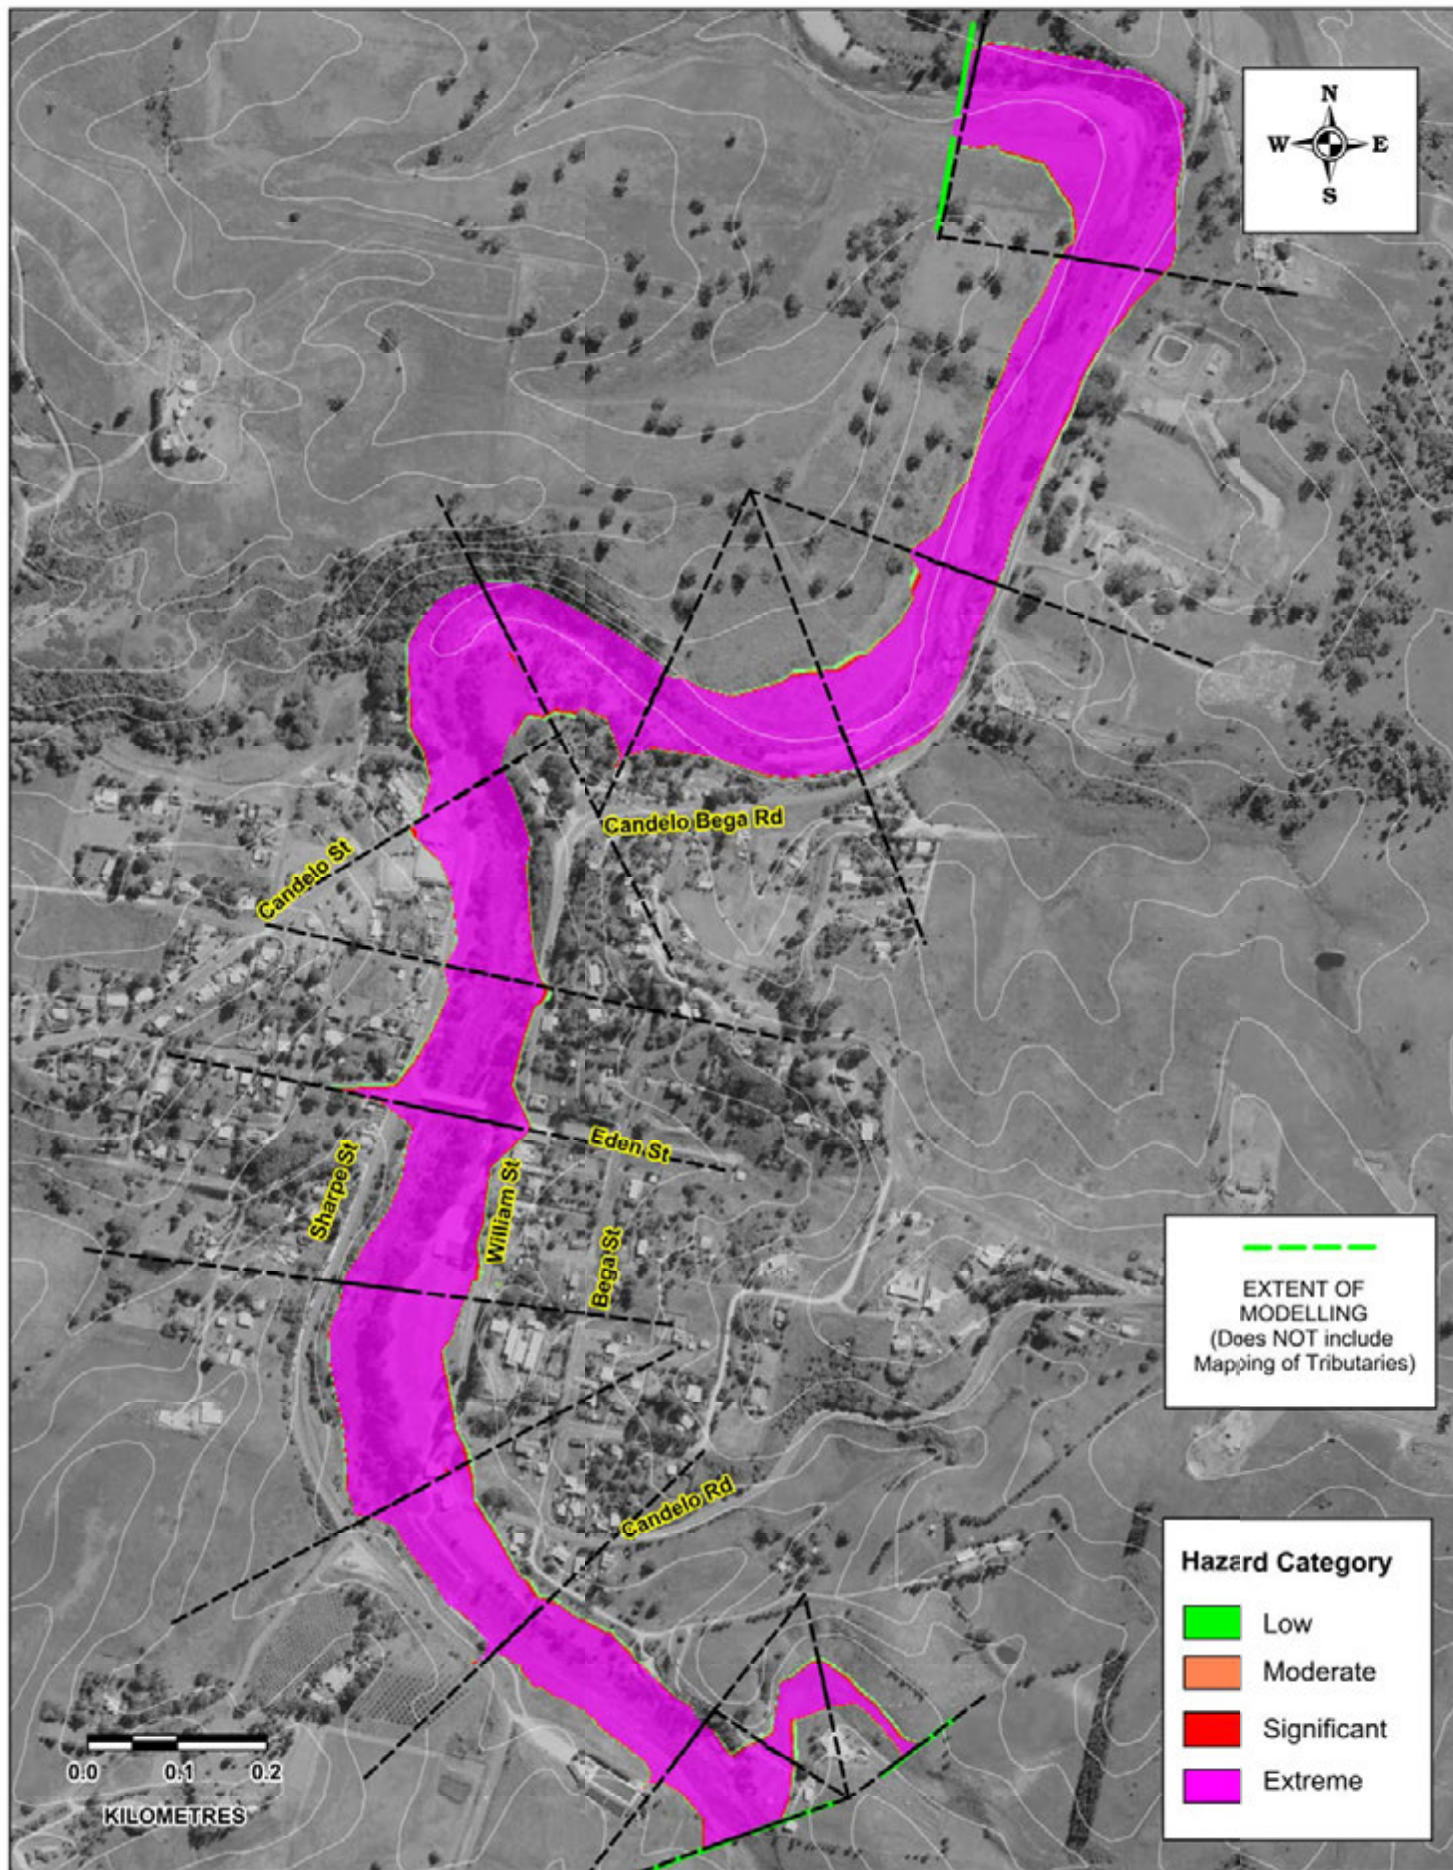 N
W E
S
Candelo Bega Rd
Candelo St
Eden St
Sharpe St
William St
Bega St
EXTENT OF
MODELLING
(Does NOT include
Mapping of Tributaries)
Candelo Rd
Hazard Category
Low
Moderate
Significant
Extreme
0.0 0.1 0.2
KILOMETRES